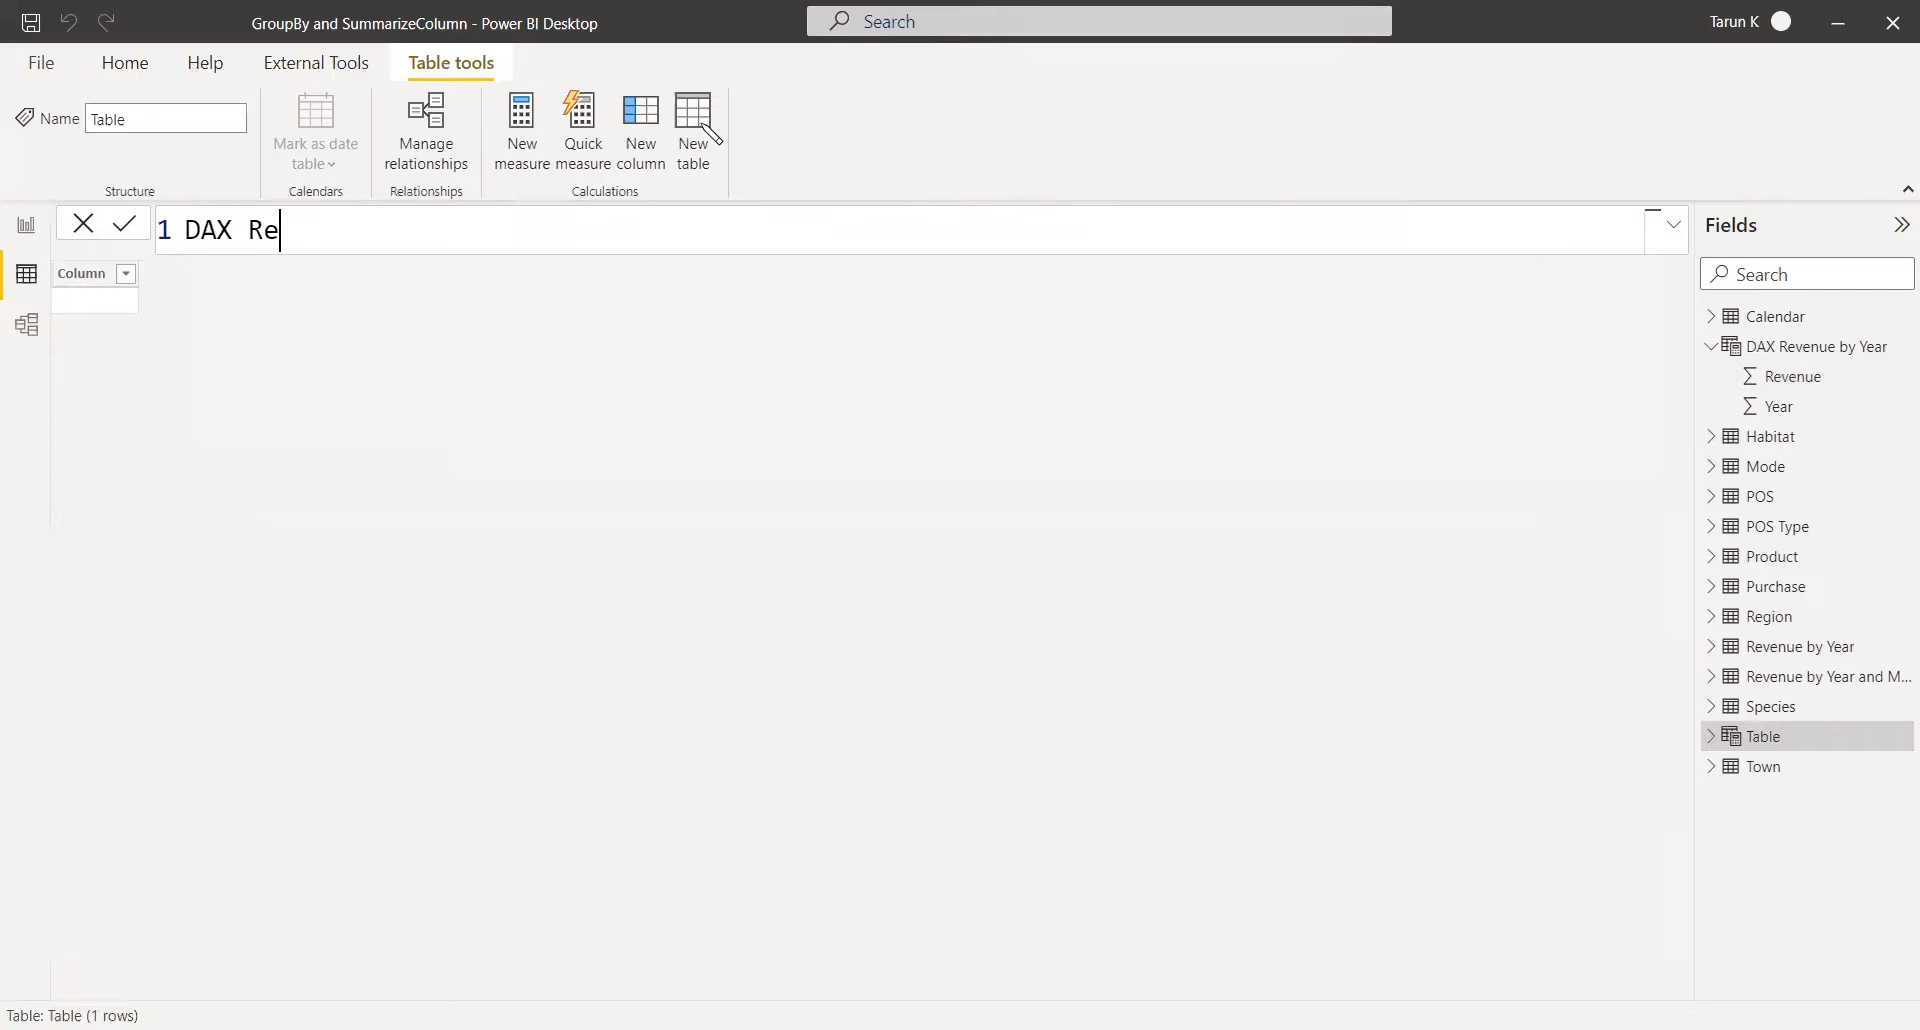 GroupBy and SummarizeColumn - Power BI Desktop
Search
Tarun K
File
Home
Help
External Tools
Table tools
Name
Table
Mark as date
table
Manage
relationships
New
measure
Quick
measure
New
column
New
table
Structure
Calendars
Relationships
Calculations
1 DAX Re
Column
Fields
Search
Calendar
DAX Revenue by Year
Revenue
Year
Habitat
Mode
POS
POS Type
Product
Purchase
Region
Revenue by Year
Revenue by Year and M...
Species
Table
Town
Table: Table (1 rows)